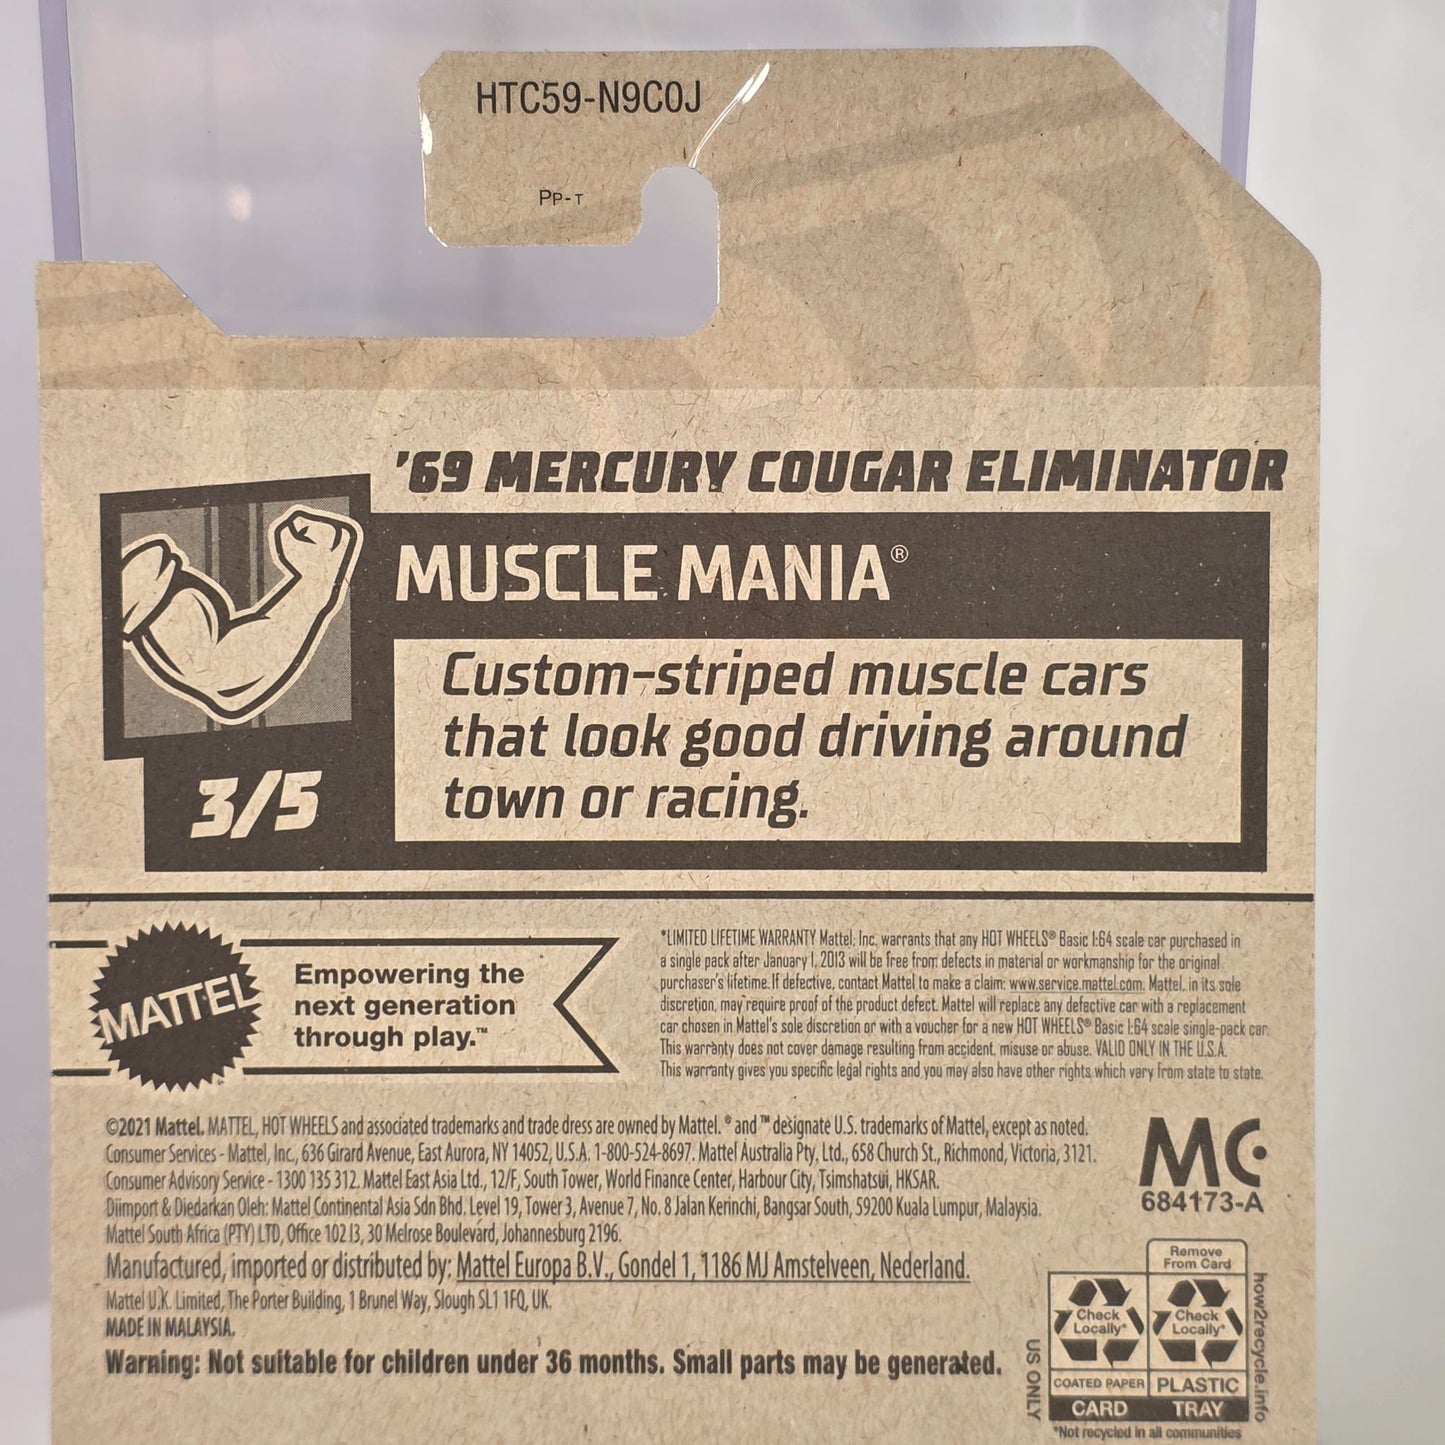 HTC59-N9C0J
PP-T
'69 MERCURY COUGAR ELIMINATOR
MUSCLE MANIA®
Custom-striped muscle cars
that look good driving around
town or racing.
3/5
MATTEL
Empowering the
next generation
through play.™
*LIMITED LIFETIME WARRANTY Mattel, Inc. warrants that any HOT WHEELS® Basic 1:64 scale car purchased in
a single pack after January 1, 2013 will be free from defects in material or workmanship for the original
purchaser's lifetime. If defective, contact Mattel to make a claim: www.service.mattel.com. Mattel, in its sole
discretion, may require proof of the product defect. Mattel will replace any defective car with a replacement
car chosen in Mattel's sole discretion or with a voucher for a new HOT WHEELS® Basic 1:64 scale single-pack car.
This warranty does not cover damage resulting from accident, misuse or abuse. VALID ONLY IN THE U.S.A.
This warranty gives you specific legal rights and you may also have other rights which vary from state to state.
©2021 Mattel. MATTEL, HOT WHEELS and associated trademarks and trade dress are owned by Mattel. ® and ™ designate U.S. trademarks of Mattel, except as noted.
Consumer Services - Mattel, Inc., 636 Girard Avenue, East Aurora, NY 14052, U.S.A. 1-800-524-8697. Mattel Australia Pty. Ltd., 658 Church St., Richmond, Victoria, 3121.
Consumer Advisory Service - 1300 135 312. Mattel East Asia Ltd., 12/F, South Tower, World Finance Center, Harbour City, Tsimshatsui, HKSAR.
Diimport & Diedarkan Oleh: Mattel Continental Asia Sdn Bhd. Level 19, Tower 3, Avenue 7, No. 8 Jalan Kerinchi, Bangsar South, 59200 Kuala Lumpur, Malaysia.
Mattel South Africa (PTY) LTD, Office 102 I3, 30 Melrose Boulevard, Johannesburg 2196.
Manufactured, imported or distributed by: Mattel Europa B.V., Gondel 1, 1186 MJ Amstelveen, Nederland.
Mattel U.K. Limited, The Porter Building, 1 Brunel Way, Slough SL1 1FQ, UK.
MADE IN MALAYSIA.
Warning: Not suitable for children under 36 months. Small parts may be generated.
MC
684173-A
Remove
From Card
Check
Locally*
Check
Locally*
COATED PAPER
PLASTIC
CARD
TRAY
US ONLY
how2recycle.info
*Not recycled in all communities